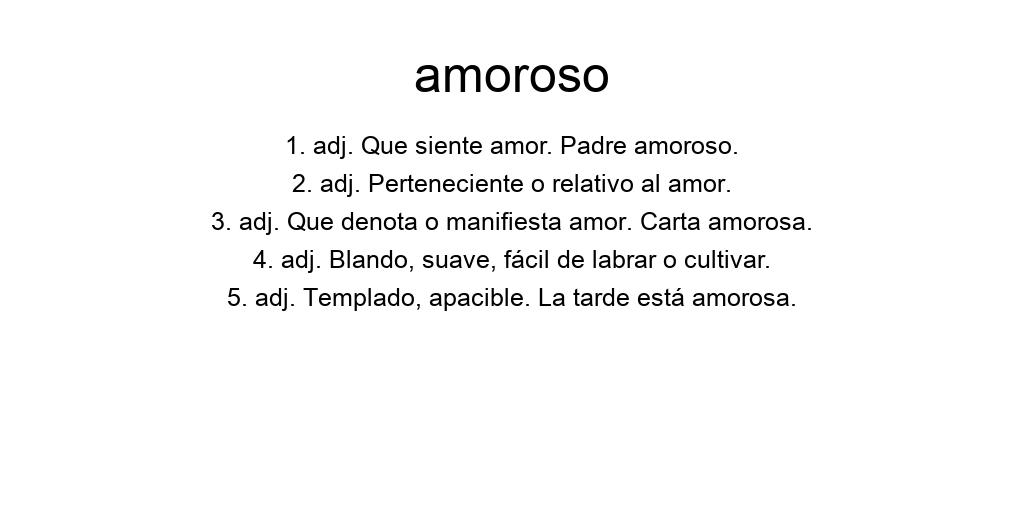 amoroso
1. adj. Que siente amor. Padre amoroso.
2. adj. Perteneciente o relativo al amor.
3. adj. Que denota o manifiesta amor. Carta amorosa.
4. adj. Blando, suave, fácil de labrar o cultivar.
5. adj. Templado, apacible. La tarde está amorosa.